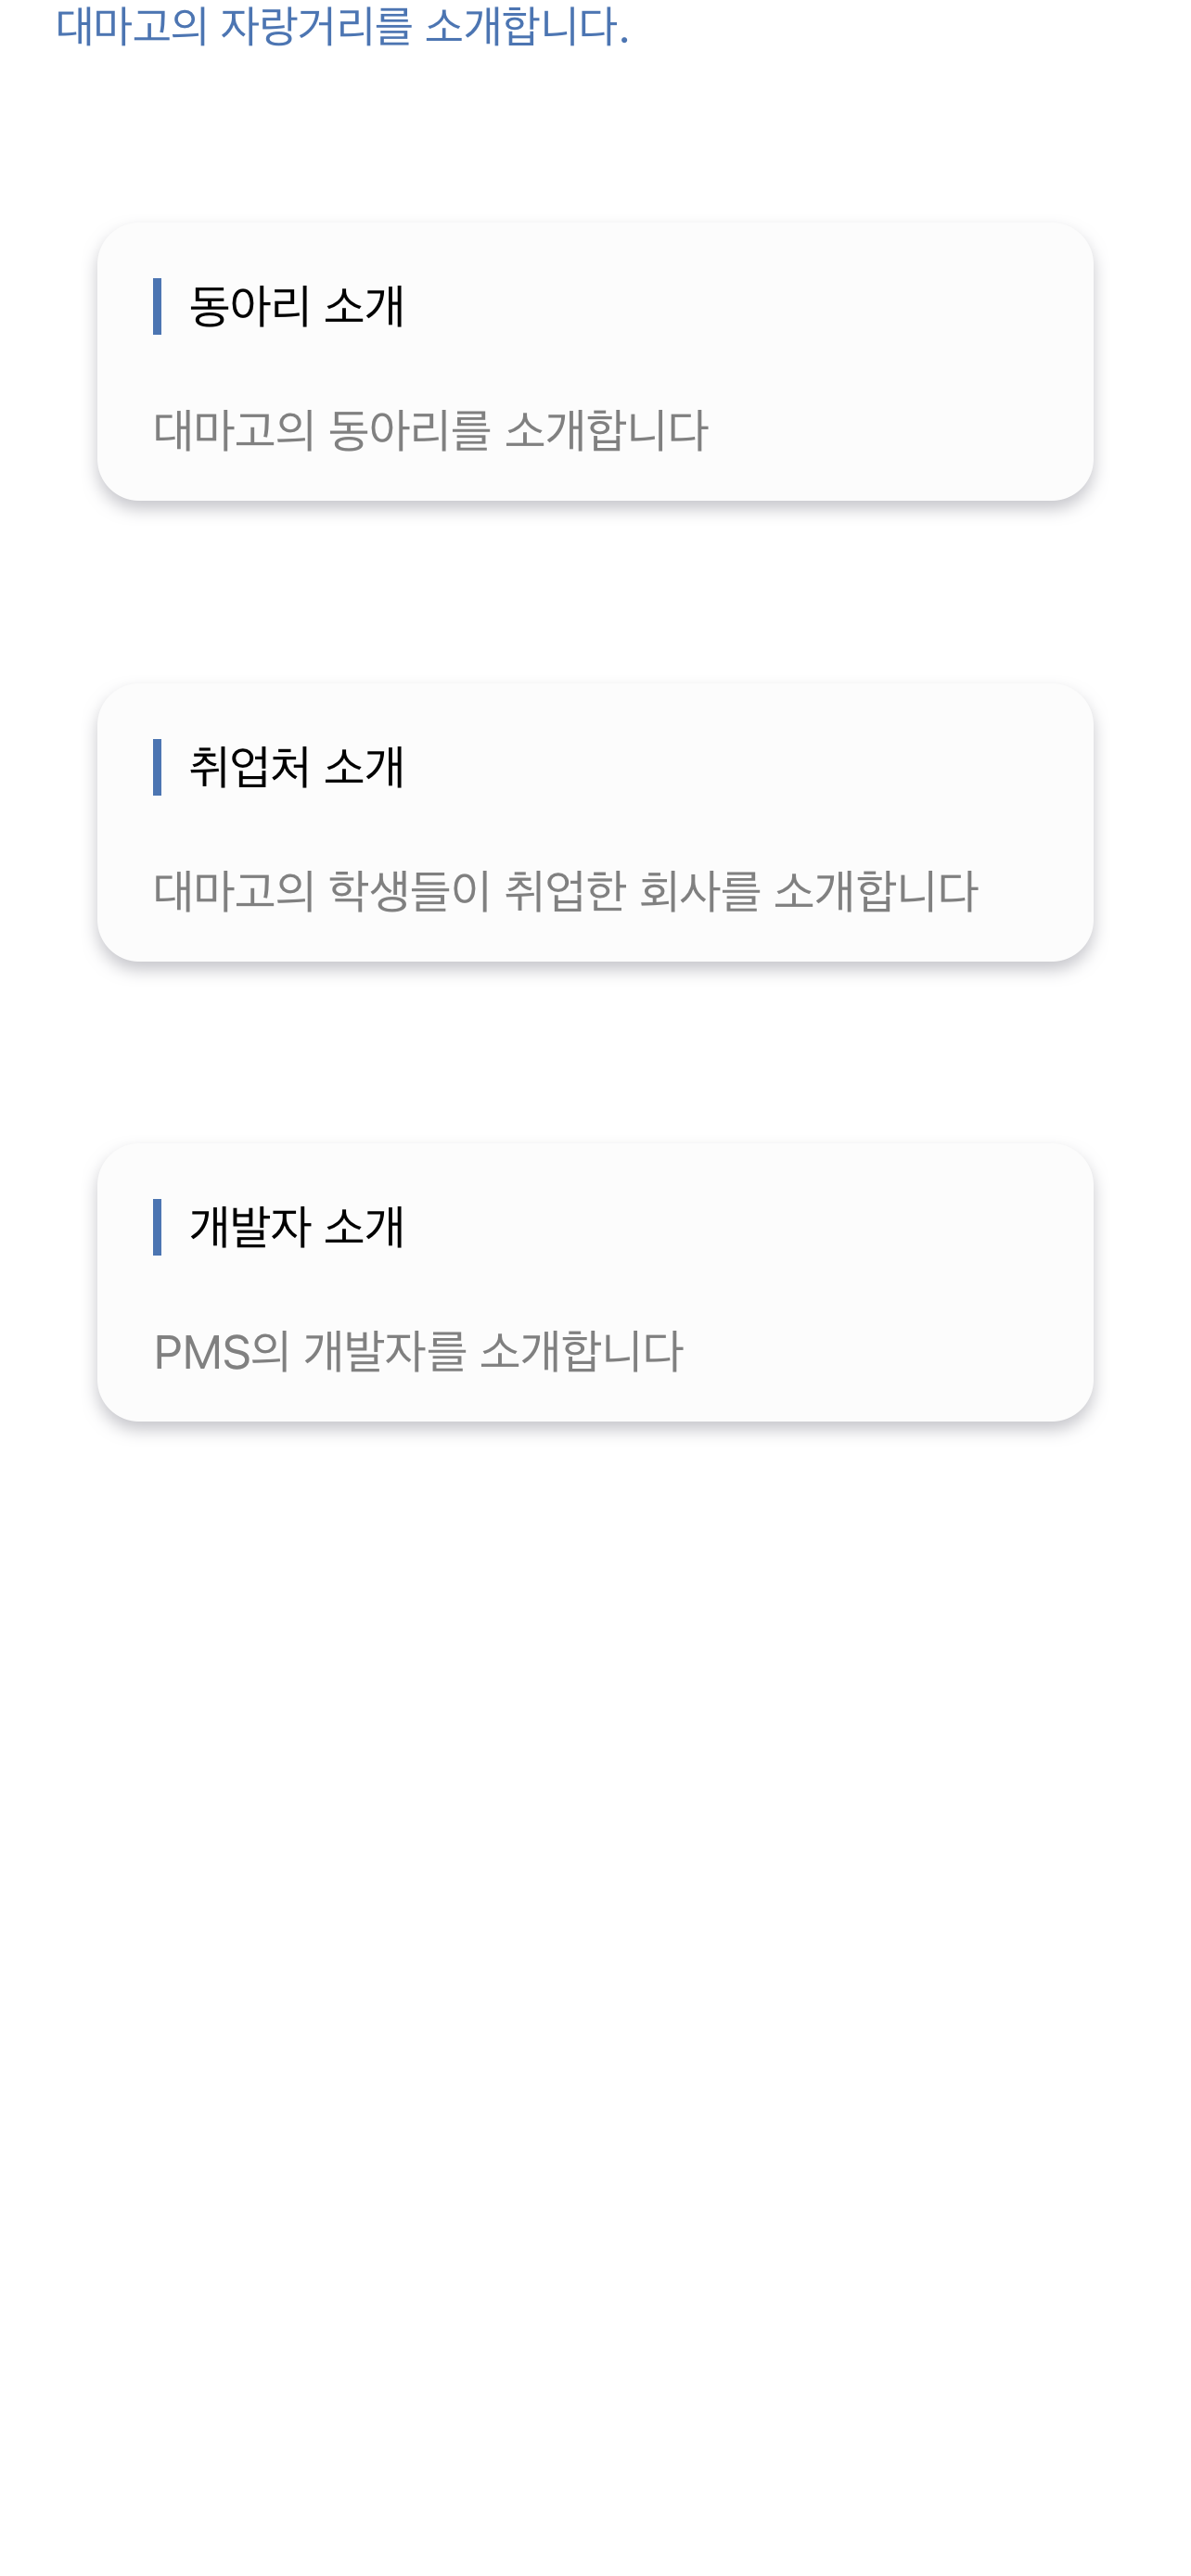 대마고의 자랑거리를 소개합니다.
동아리 소개
대마고의 동아리를 소개합니다
취업처 소개
대마고의 학생들이 취업한 회사를 소개합니다
개발자 소개
PMS의 개발자를 소개합니다